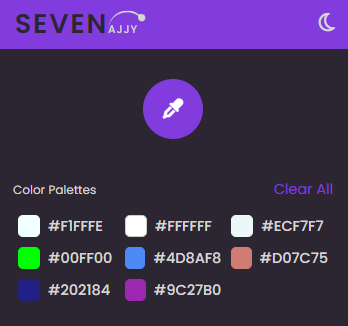 SEVEN AJJY
Color Palettes Clear All
#F1FFFE #FFFFFF #ECF7F7
#00FF00 #4D8AF8 #D07C75
#202184 #9C27B0